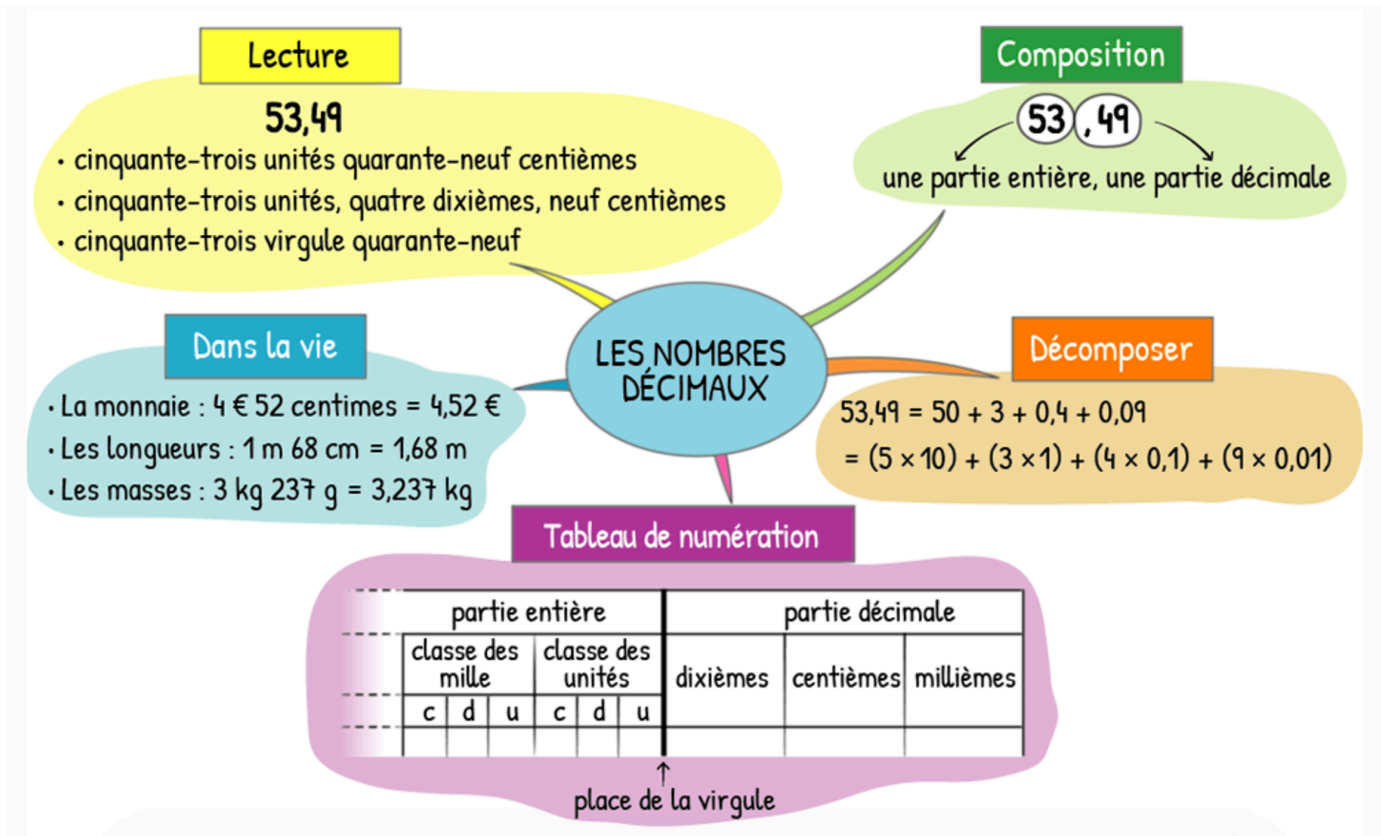 Lecture
53,49
• cinquante-trois unités quarante-neuf centièmes
• cinquante-trois unités, quatre dixièmes, neuf centièmes
• cinquante-trois virgule quarante-neuf
Composition
53 , 49
une partie entière, une partie décimale
LES NOMBRES
DÉCIMAUX
Dans la vie
• La monnaie : 4 € 52 centimes = 4,52 €
• Les longueurs : 1 m 68 cm = 1,68 m
• Les masses : 3 kg 237 g = 3,237 kg
Décomposer
53,49 = 50 + 3 + 0,4 + 0,09
= (5 × 10) + (3 × 1) + (4 × 0,1) + (9 × 0,01)
Tableau de numération
partie entière partie décimale
classe des classe des
mille unités dixièmes centièmes millièmes
c d u c d u
place de la virgule